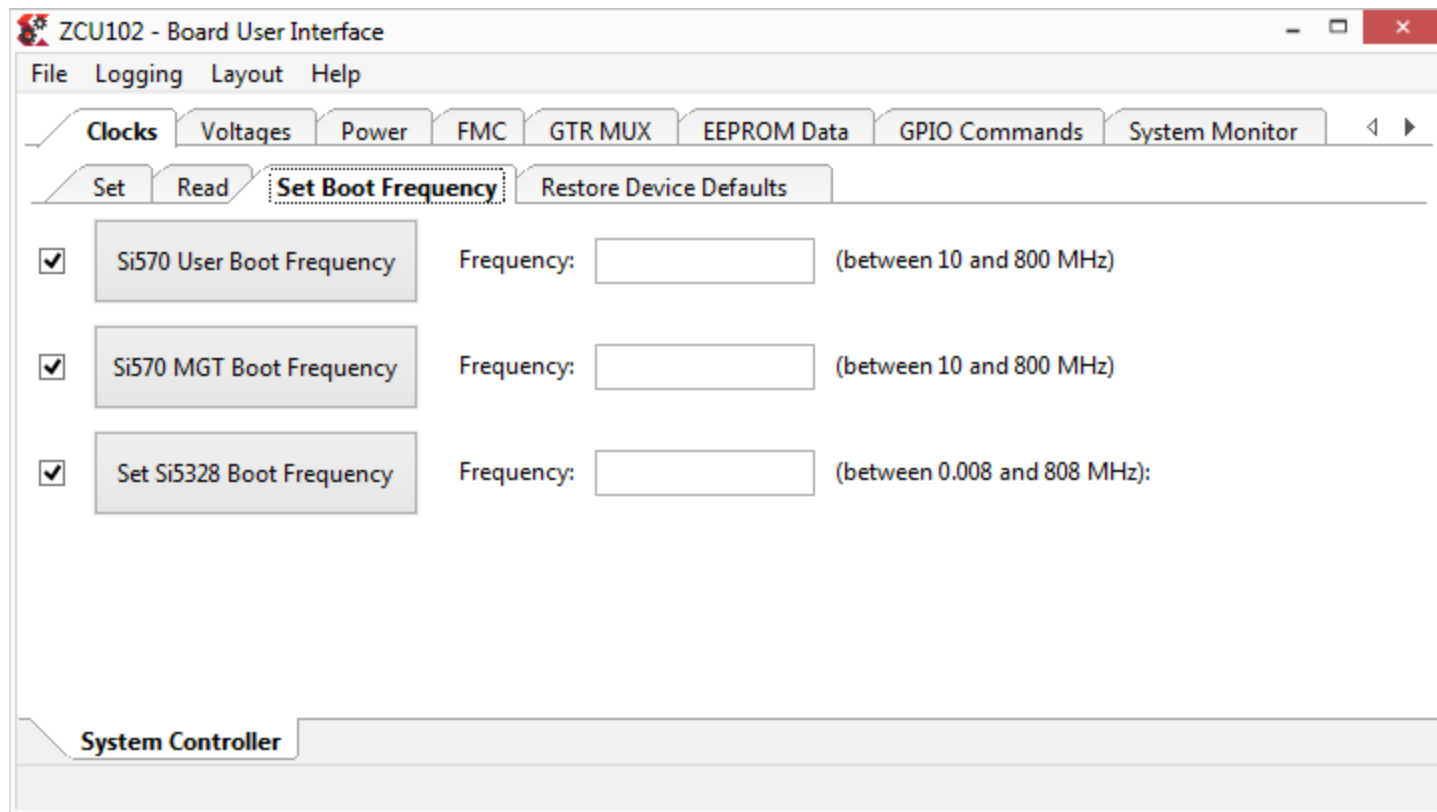 ZCU102 - Board User Interface
File Logging Layout Help
Clocks Voltages Power FMC GTR MUX EEPROM Data GPIO Commands System Monitor
Set Read Set Boot Frequency Restore Device Defaults
Si570 User Boot Frequency Frequency: (between 10 and 800 MHz)
Si570 MGT Boot Frequency Frequency: (between 10 and 800 MHz)
Set Si5328 Boot Frequency Frequency: (between 0.008 and 808 MHz):
System Controller